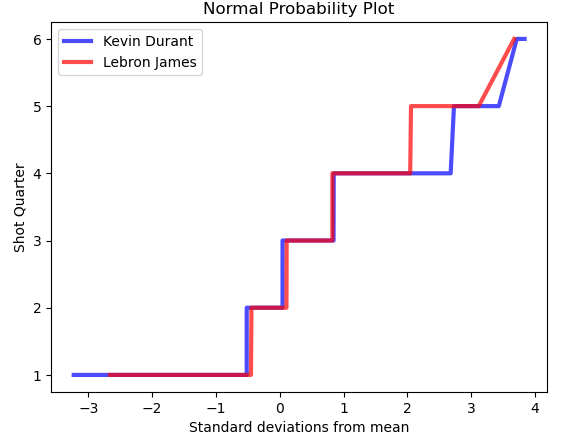 Normal Probability Plot
Kevin Durant
Lebron James
6
5
4
3
2
1
Shot Quarter
−3 −2 −1 0 1 2 3 4
Standard deviations from mean